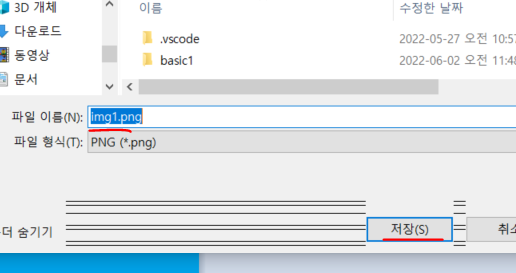 3D 개체
이름
수정한 날짜
다운로드
.vscode
2022-05-27 오전 10:57
동영상
basic1
2022-06-02 오전 11:48
문서
파일 이름(N):
img1.png
파일 형식(T):
PNG (*.png)
더 숨기기
저장(S)
취소